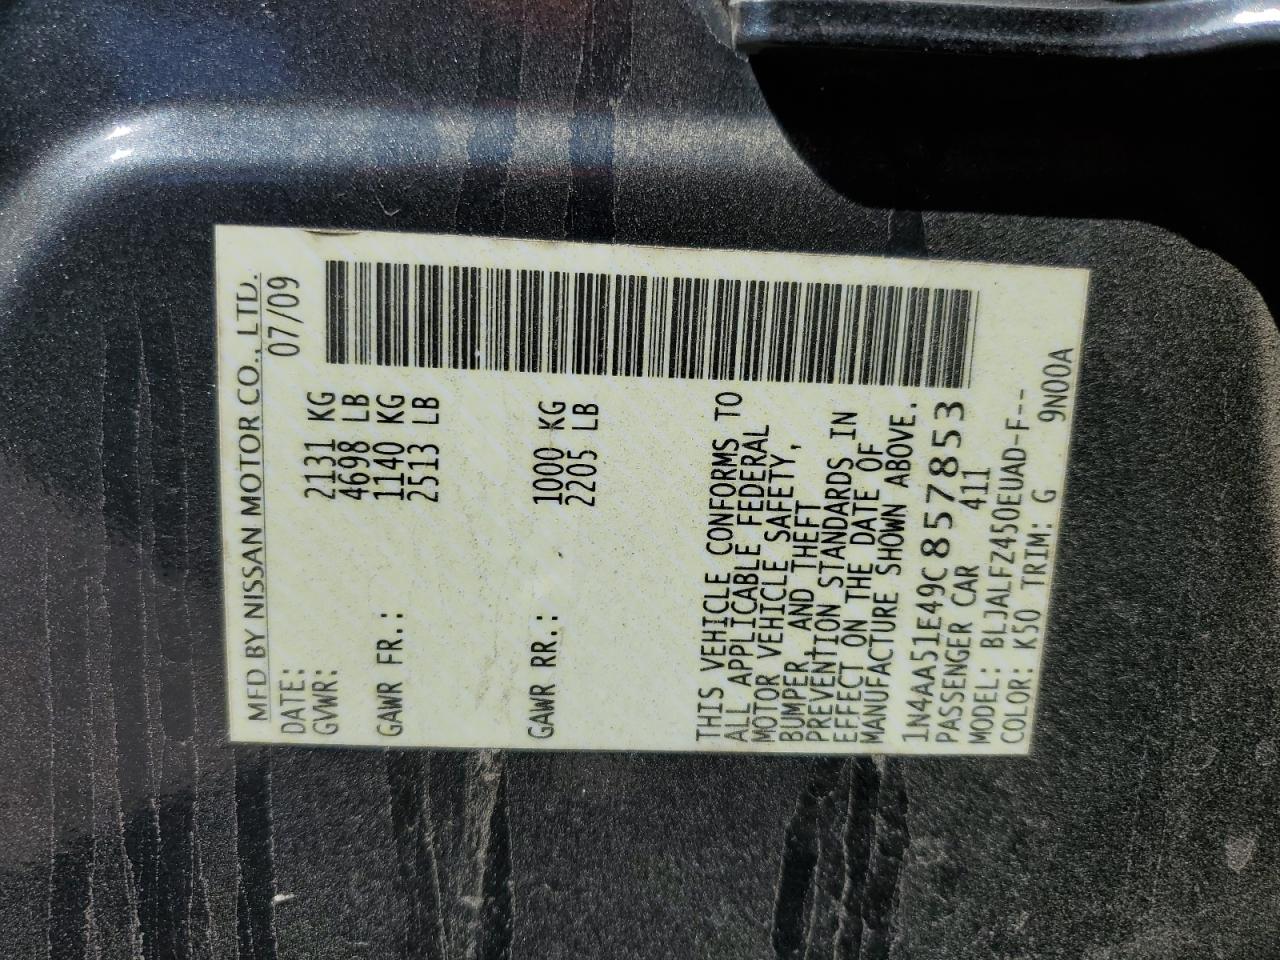 MFD BY NISSAN MOTOR CO., LTD.
DATE: 07/09
GVWR: 2131 KG
4698 LB
GAWR FR.: 1140 KG
2513 LB
GAWR RR.: 1000 KG
2205 LB
THIS VEHICLE CONFORMS TO
ALL APPLICABLE FEDERAL
MOTOR VEHICLE SAFETY,
BUMPER, AND THEFT
PREVENTION STANDARDS IN
EFFECT ON THE DATE OF
MANUFACTURE SHOWN ABOVE.
1N4AA51E49C857853
PASSENGER CAR 411
MODEL: BLJALFZ450EUAD-F--
COLOR: K50 TRIM: G 9N00A